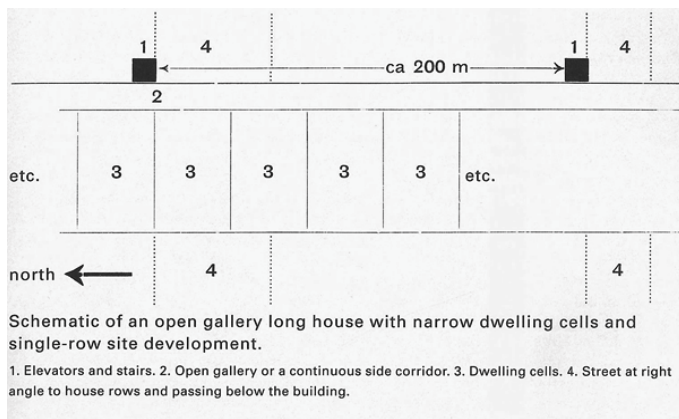 1 4 1 4
ca 200 m
2
etc. 3 3 3 3 3 etc.
north 4 4
Schematic of an open gallery long house with narrow dwelling cells and
single-row site development.
1. Elevators and stairs. 2. Open gallery or a continuous side corridor. 3. Dwelling cells. 4. Street at right
angle to house rows and passing below the building.